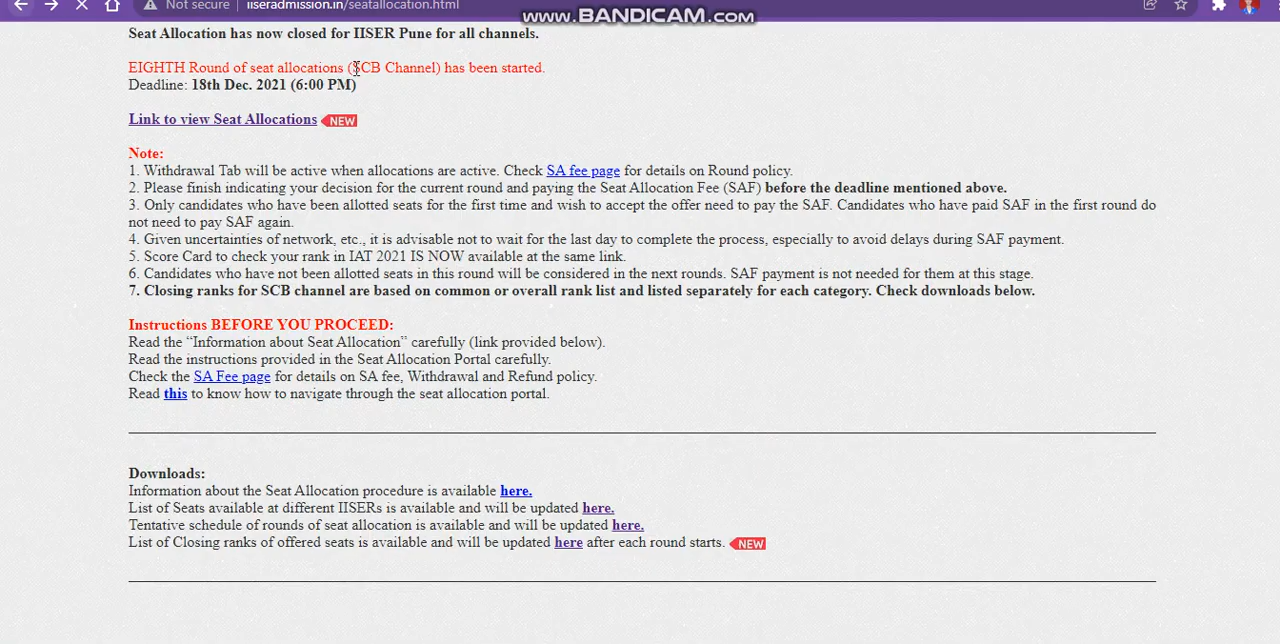 Not secure
iiseradmission.in/seatallocation.html
www.BANDICAM.com
Seat Allocation has now closed for IISER Pune for all channels.
EIGHTH Round of seat allocations (SCB Channel) has been started.
Deadline: 18th Dec. 2021 (6:00 PM)
Link to view Seat Allocations NEW
Note:
1. Withdrawal Tab will be active when allocations are active. Check SA fee page for details on Round policy.
2. Please finish indicating your decision for the current round and paying the Seat Allocation Fee (SAF) before the deadline mentioned above.
3. Only candidates who have been allotted seats for the first time and wish to accept the offer need to pay the SAF. Candidates who have paid SAF in the first round do
not need to pay SAF again.
4. Given uncertainties of network, etc., it is advisable not to wait for the last day to complete the process, especially to avoid delays during SAF payment.
5. Score Card to check your rank in IAT 2021 IS NOW available at the same link.
6. Candidates who have not been allotted seats in this round will be considered in the next rounds. SAF payment is not needed for them at this stage.
7. Closing ranks for SCB channel are based on common or overall rank list and listed separately for each category. Check downloads below.
Instructions BEFORE YOU PROCEED:
Read the “Information about Seat Allocation” carefully (link provided below).
Read the instructions provided in the Seat Allocation Portal carefully.
Check the SA Fee page for details on SA fee, Withdrawal and Refund policy.
Read this to know how to navigate through the seat allocation portal.
Downloads:
Information about the Seat Allocation procedure is available here.
List of Seats available at different IISERs is available and will be updated here.
Tentative schedule of rounds of seat allocation is available and will be updated here.
List of Closing ranks of offered seats is available and will be updated here after each round starts. NEW